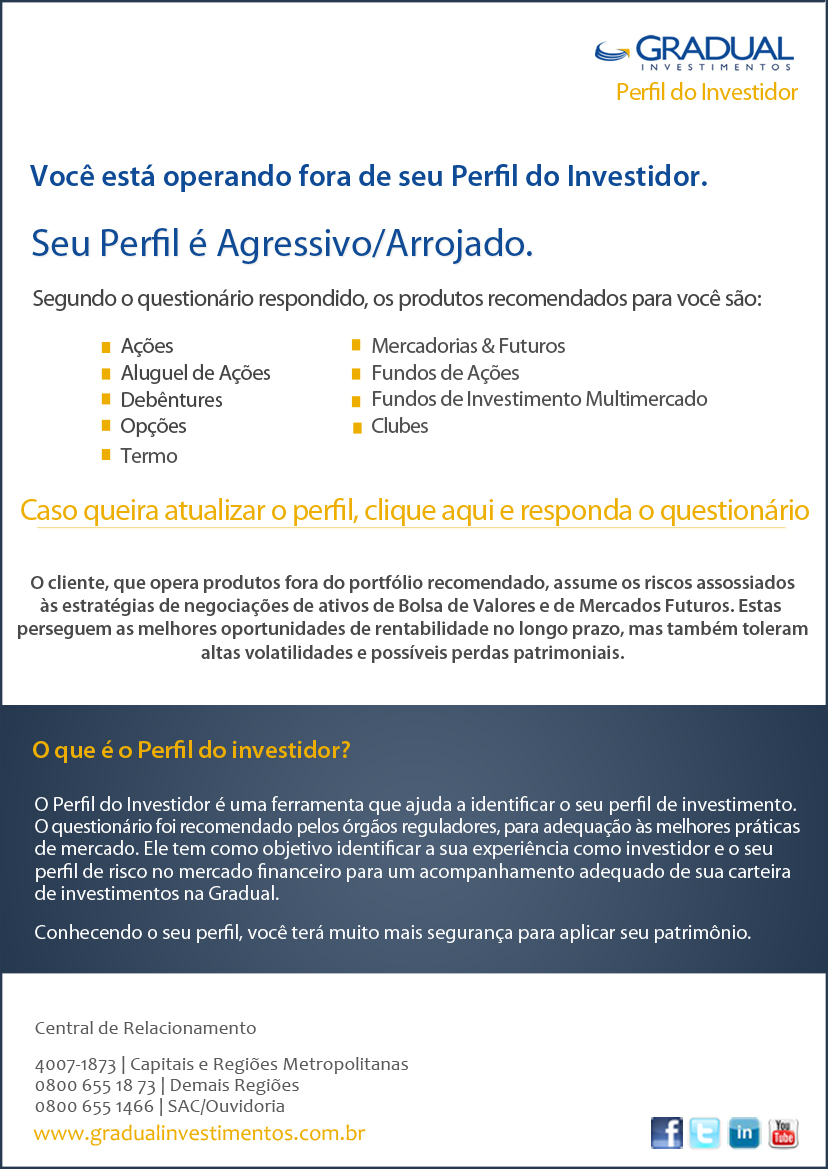 GRADUAL
INVESTIMENTOS
Perfil do Investidor
Você está operando fora de seu Perfil do Investidor.
Seu Perfil é Agressivo/Arrojado.
Segundo o questionário respondido, os produtos recomendados para você são:
Ações
Aluguel de Ações
Debêntures
Opções
Termo
Mercadorias & Futuros
Fundos de Ações
Fundos de Investimento Multimercado
Clubes
Caso queira atualizar o perfil, clique aqui e responda o questionário
O cliente, que opera produtos fora do portfólio recomendado, assume os riscos assossiados
às estratégias de negociações de ativos de Bolsa de Valores e de Mercados Futuros. Estas
perseguem as melhores oportunidades de rentabilidade no longo prazo, mas também toleram
altas volatilidades e possíveis perdas patrimoniais.
O que é o Perfil do investidor?
O Perfil do Investidor é uma ferramenta que ajuda a identificar o seu perfil de investimento.
O questionário foi recomendado pelos órgãos reguladores, para adequação às melhores práticas
de mercado. Ele tem como objetivo identificar a sua experiência como investidor e o seu
perfil de risco no mercado financeiro para um acompanhamento adequado de sua carteira
de investimentos na Gradual.
Conhecendo o seu perfil, você terá muito mais segurança para aplicar seu patrimônio.
Central de Relacionamento
4007-1873 | Capitais e Regiões Metropolitanas
0800 655 18 73 | Demais Regiões
0800 655 1466 | SAC/Ouvidoria
www.gradualinvestimentos.com.br
f t in You Tube